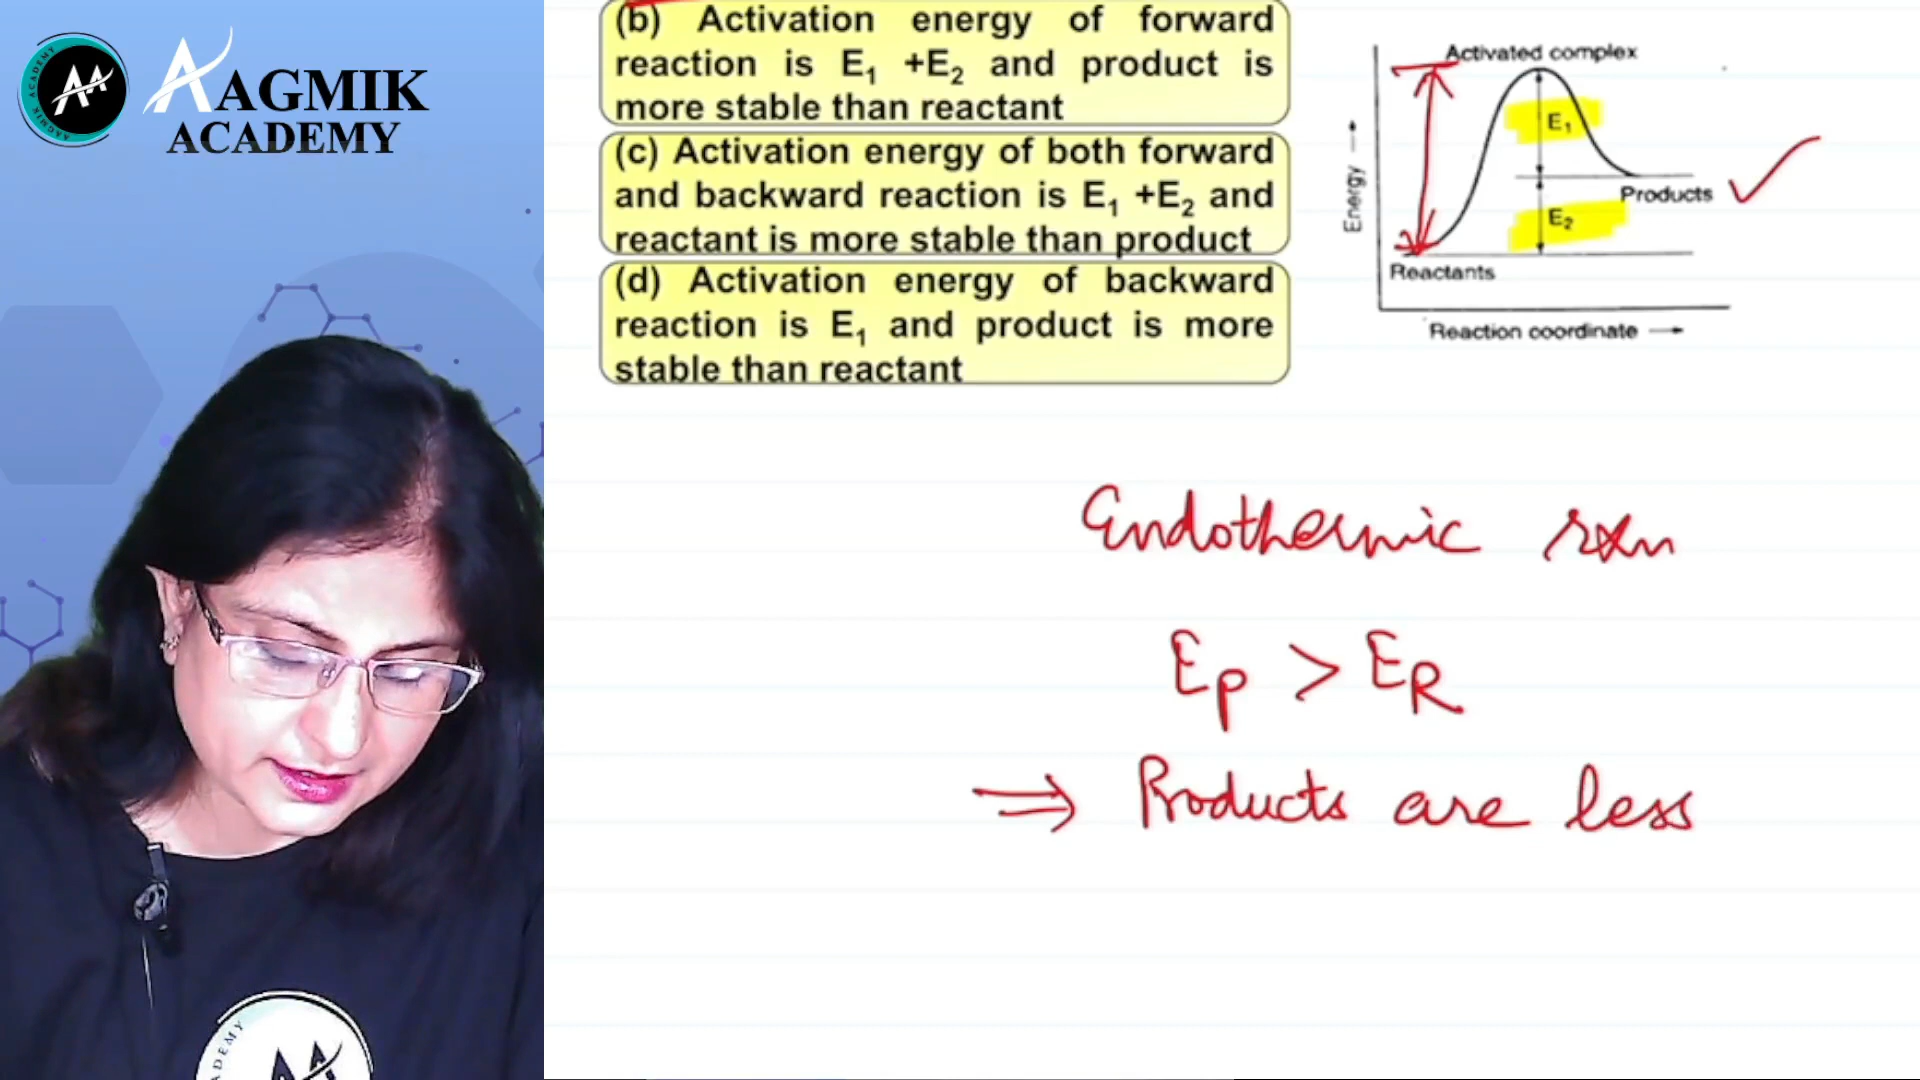 AAGMIK
ACADEMY
(b) Activation energy of forward
reaction is E₁ +E₂ and product is
more stable than reactant
(c) Activation energy of both forward
and backward reaction is E₁ +E₂ and
reactant is more stable than product
(d) Activation energy of backward
reaction is E₁ and product is more
stable than reactant
Activated complex
E₁
Energy →
Products
E₂
Reactants
Reaction coordinate →
Endothermic rxn
E_P > E_R
⇒ Products are less